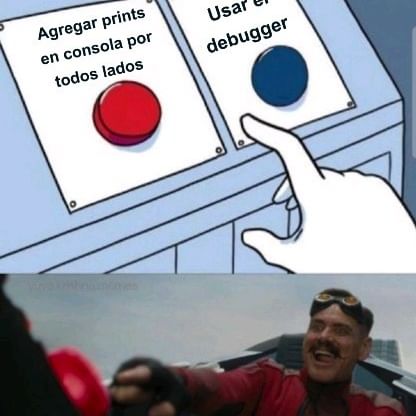 Agregar prints
en consola por
todos lados
Usar el
debugger